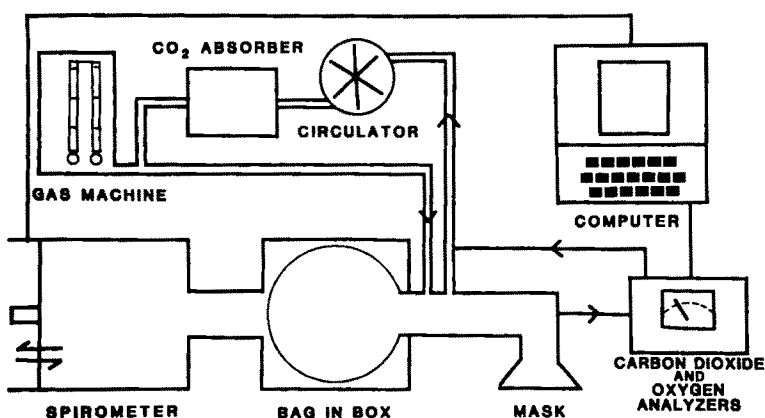 CO₂ ABSORBER
CIRCULATOR
GAS MACHINE
COMPUTER
CARBON DIOXIDE
AND
OXYGEN
ANALYZERS
SPIROMETER
BAG IN BOX
MASK